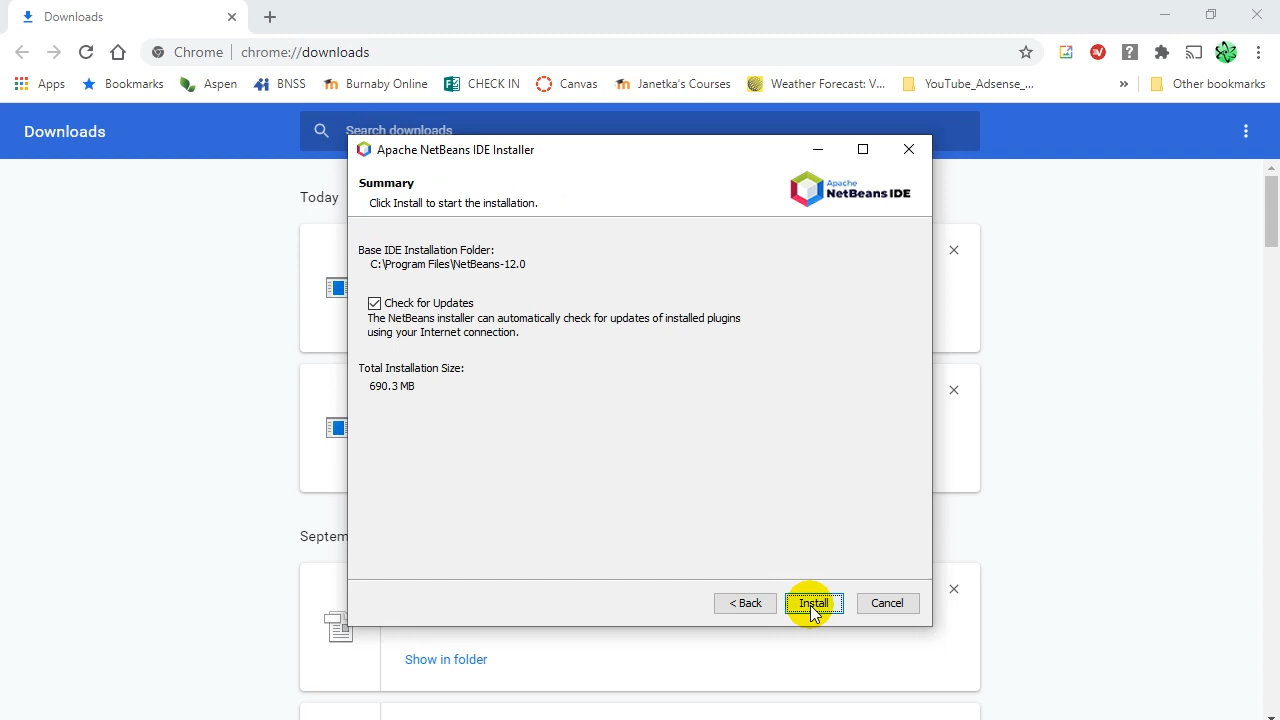 Downloads
Chrome chrome://downloads
Apps Bookmarks Aspen BNSS Burnaby Online CHECK IN Canvas Janetka's Courses Weather Forecast: V... YouTube_Adsense_... » Other bookmarks
Downloads
Search downloads
Apache NetBeans IDE Installer
Summary
Click Install to start the installation.
Apache
NetBeans IDE
Today
Base IDE Installation Folder:
C:\Program Files\NetBeans-12.0
Check for Updates
The NetBeans installer can automatically check for updates of installed plugins
using your Internet connection.
Total Installation Size:
690.3 MB
Septem
< Back Install Cancel
Show in folder